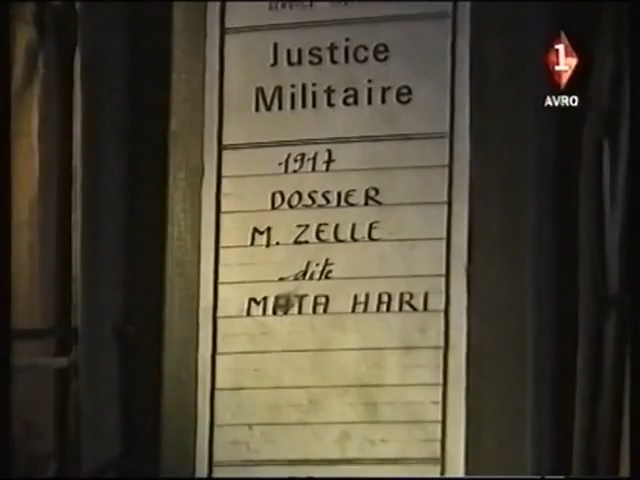 Justice
Militaire
1917
DOSSIER
M. ZELLE
dite
MATA HARI
1
AVRO